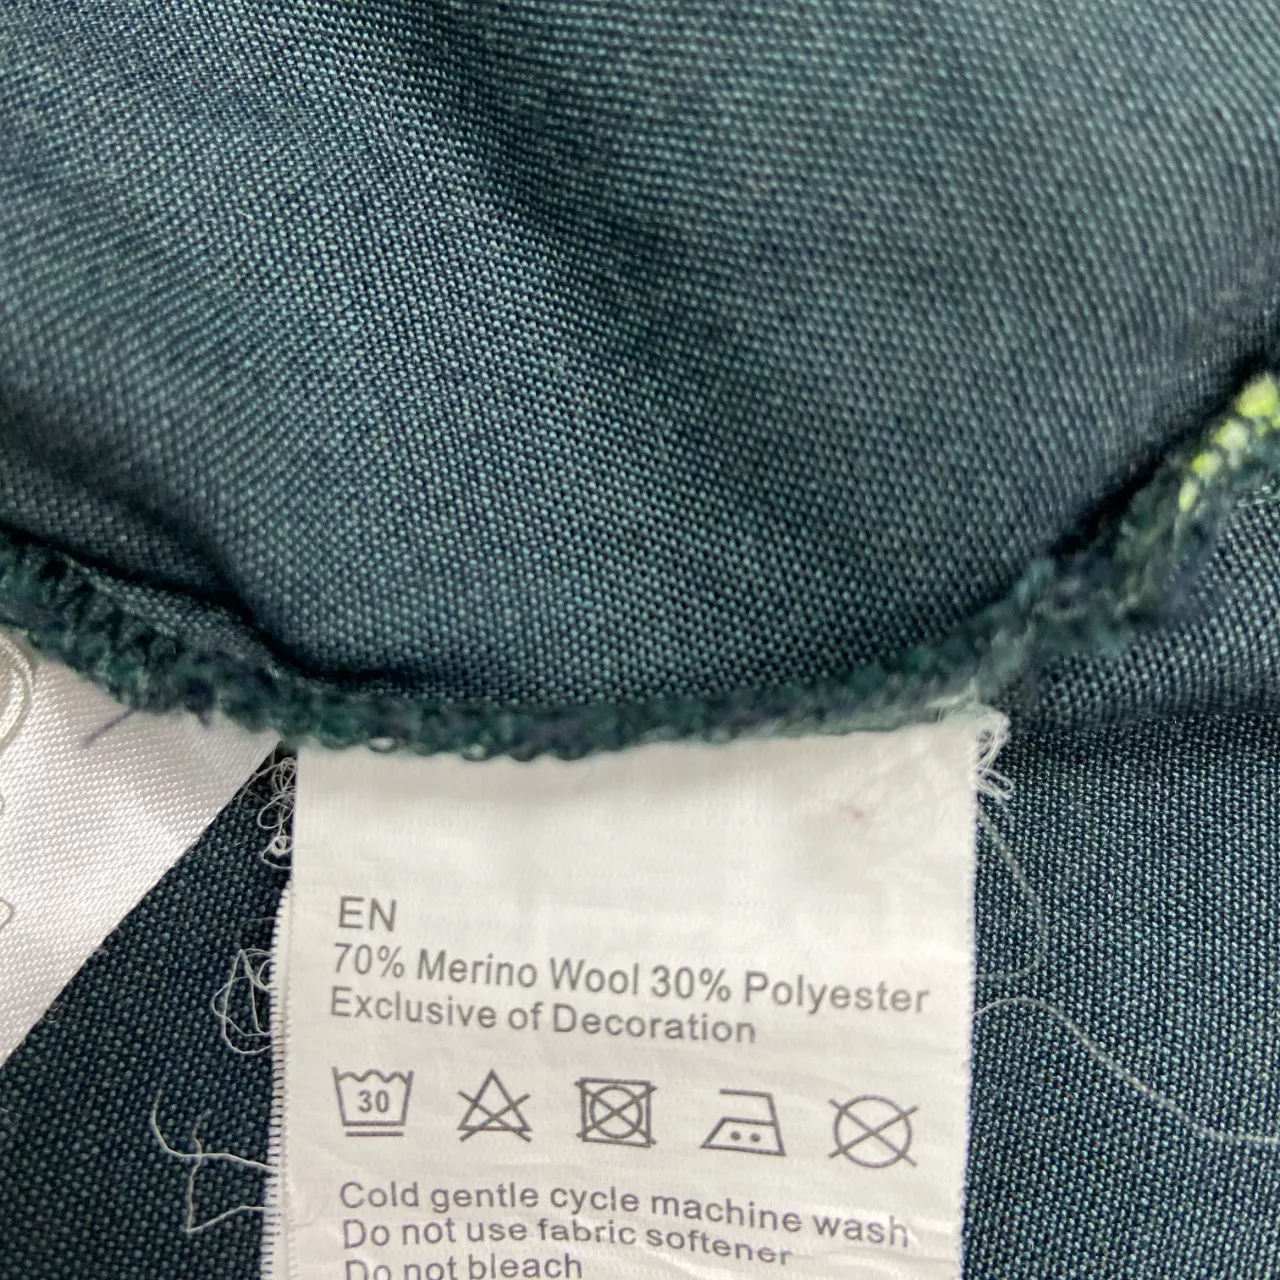 EN
70% Merino Wool 30% Polyester
Exclusive of Decoration
30
Cold gentle cycle machine wash
Do not use fabric softener
Do not bleach